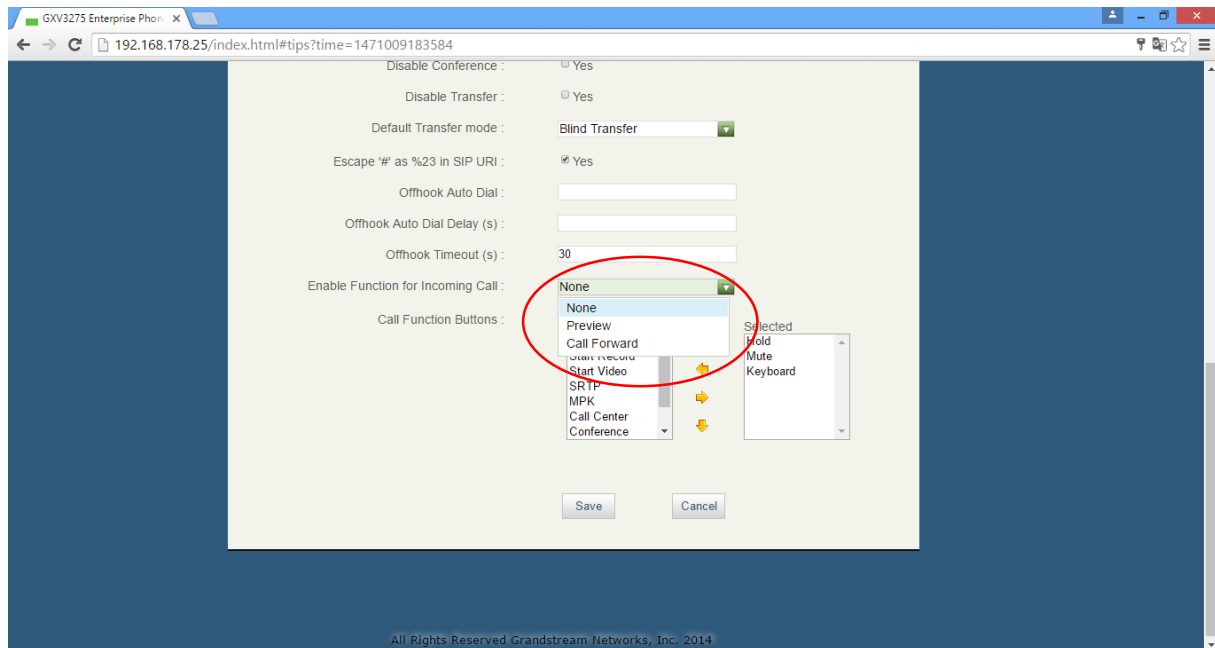 GXV3275 Enterprise Phon
192.168.178.25/index.html#tips?time=1471009183584
Disable Conference : Yes
Disable Transfer : Yes
Default Transfer mode : Blind Transfer
Escape '#' as %23 in SIP URI : Yes
Offhook Auto Dial :
Offhook Auto Dial Delay (s) :
Offhook Timeout (s) : 30
Enable Function for Incoming Call : None
None
Preview
Call Forward
Call Function Buttons :
Start Record
Start Video
SRTP
MPK
Call Center
Conference
Selected
Hold
Mute
Keyboard
Save Cancel
All Rights Reserved Grandstream Networks, Inc. 2014